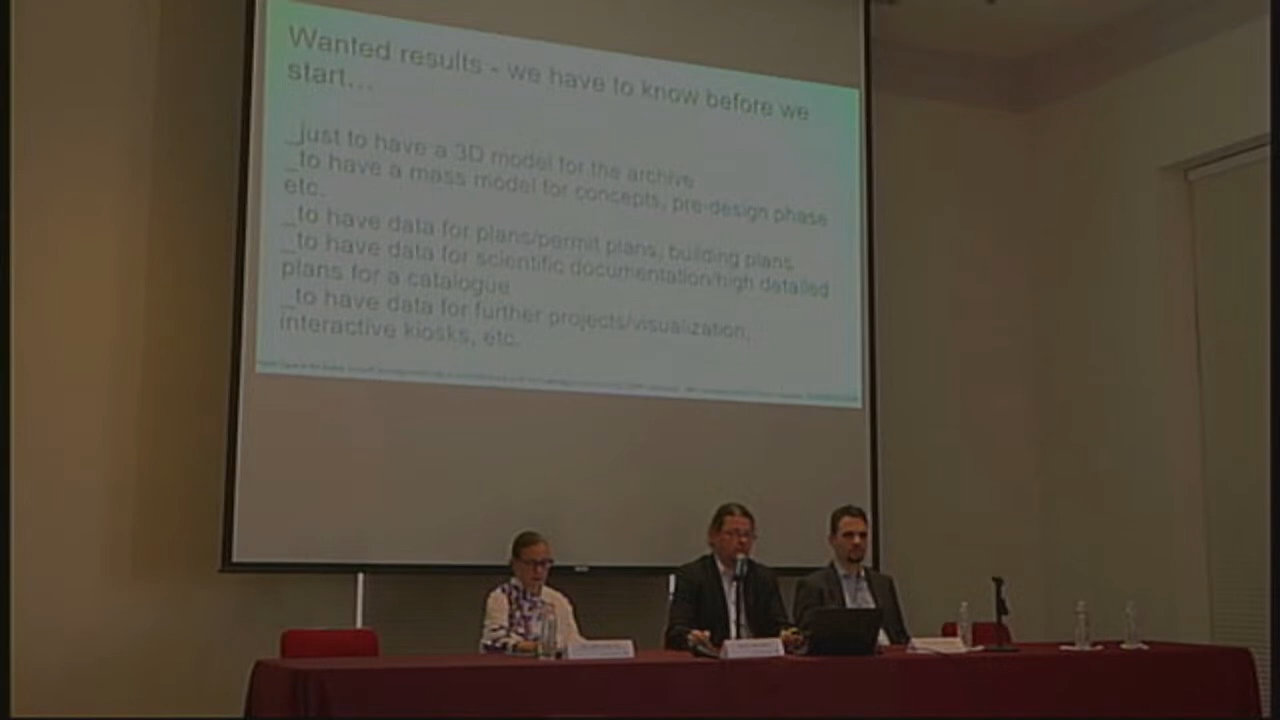 Wanted results - we have to know before we
start...
_just to have a 3D model for the archive
_to have a mass model for concepts, pre-design phase
etc.
_to have data for plans/permit plans, building plans
_to have data for scientific documentation/high detailed
plans for a catalogue
_to have data for further projects/visualization,
interactive kiosks, etc.